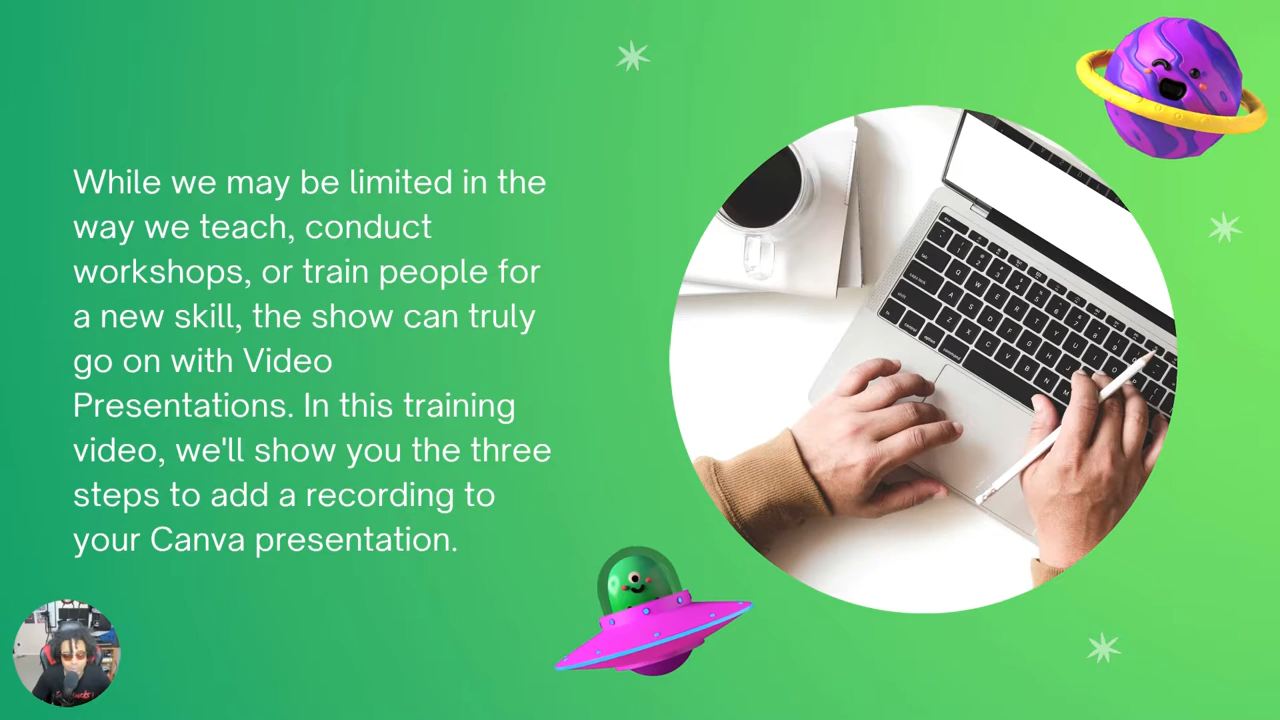 While we may be limited in the
way we teach, conduct
workshops, or train people for
a new skill, the show can truly
go on with Video
Presentations. In this training
video, we'll show you the three
steps to add a recording to
your Canva presentation.